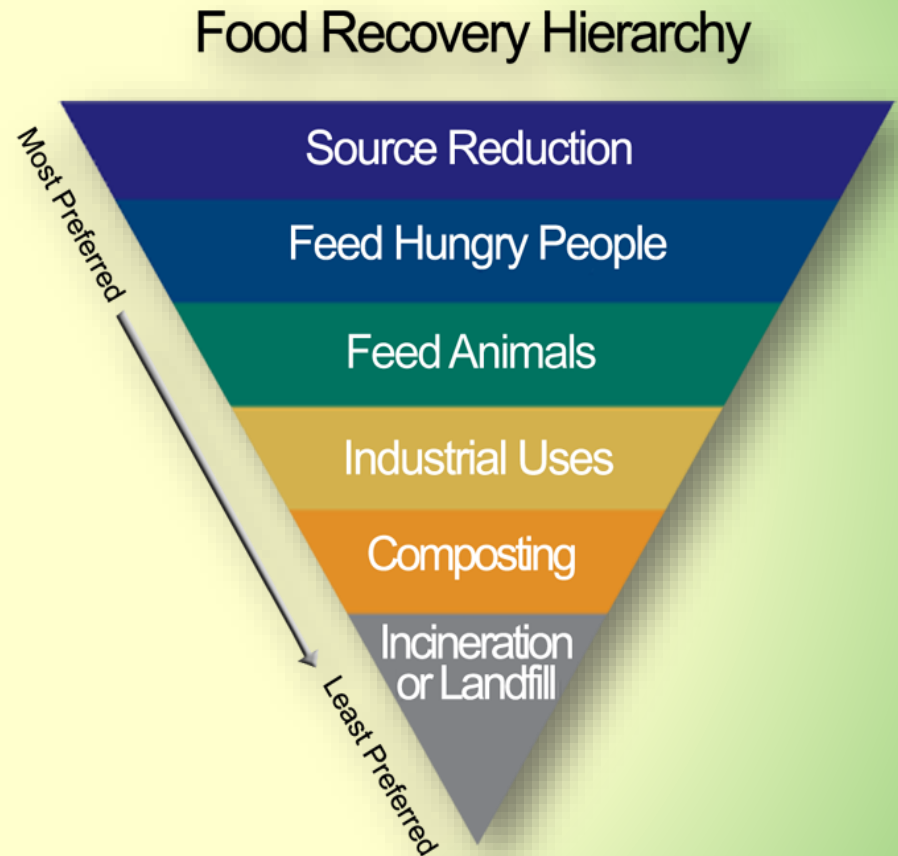 Food Recovery Hierarchy
Most Preferred
Source Reduction
Feed Hungry People
Feed Animals
Industrial Uses
Composting
Incineration
or Landfill
Least Preferred